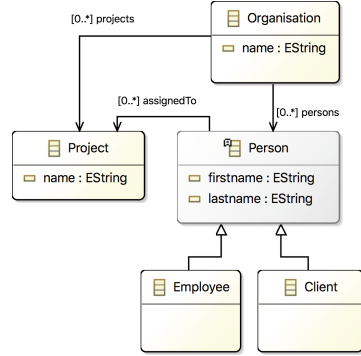 Organisation
[0..*] projects
name : EString
[0..*] assignedTo
[0..*] persons
Project
name : EString
Person
firstname : EString
lastname : EString
Employee
Client